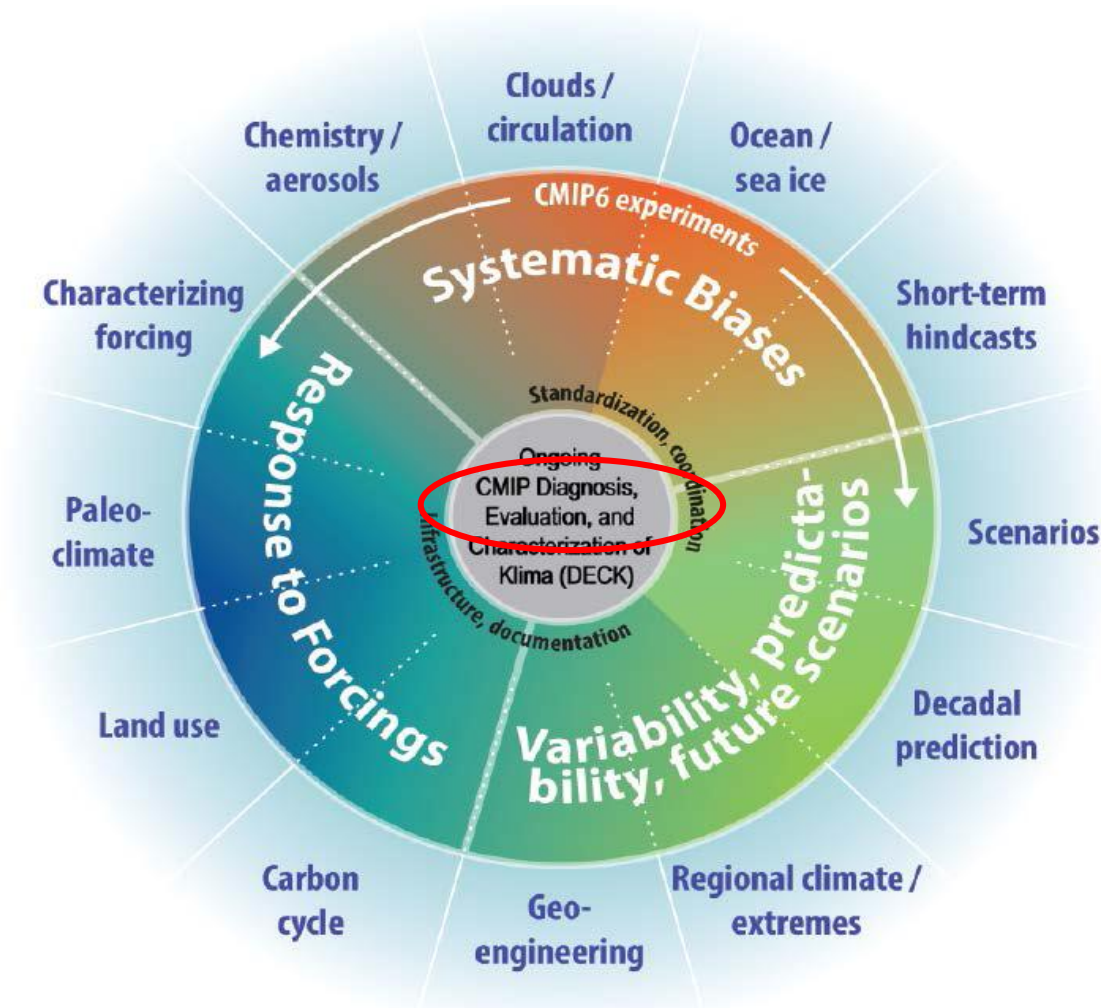 Clouds /
circulation
Chemistry /
aerosols
Ocean /
sea ice
CMIP6 experiments
Systematic Biases
Characterizing
forcing
Short-term
hindcasts
Response to Forcings
Standardization, coordination
Ongoing
CMIP Diagnosis,
Evaluation, and
Characterization of
Klima (DECK)
Infrastructure, documentation
Paleo-
climate
Scenarios
Variability, predicta-
bility, future scenarios
Land use
Decadal
prediction
Carbon
cycle
Geo-
engineering
Regional climate /
extremes